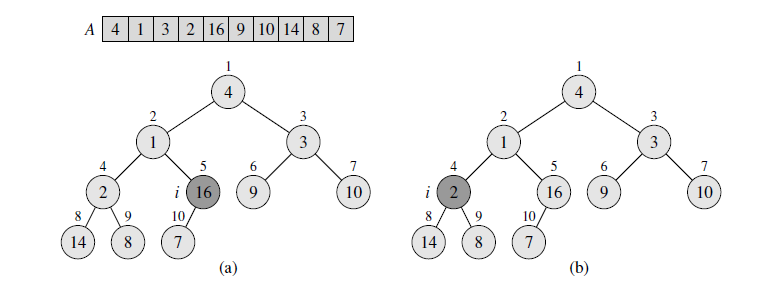 A 4 1 3 2 16 9 10 14 8 7
1 1
4 4
2 3 2 3
1 3 1 3
4 5 6 7 4 5 6 7
2 i 16 9 10 i 2 16 9 10
8 9 10 8 9 10
14 8 7 14 8 7
(a) (b)